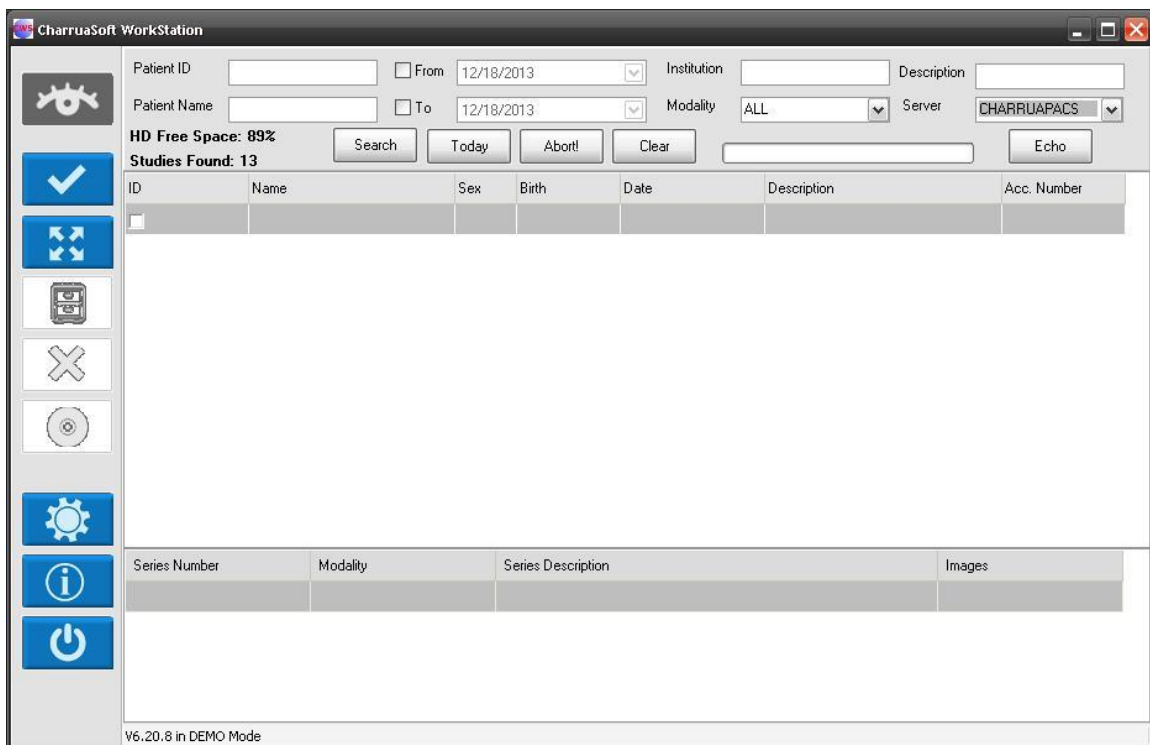 CWS CharruaSoft WorkStation
Patient ID From 12/18/2013 Institution Description
Patient Name To 12/18/2013 Modality ALL Server CHARRUAPACS
HD Free Space: 89%
Search Today Abort! Clear Echo
Studies Found: 13
ID Name Sex Birth Date Description Acc. Number
Series Number Modality Series Description Images
V6.20.8 in DEMO Mode